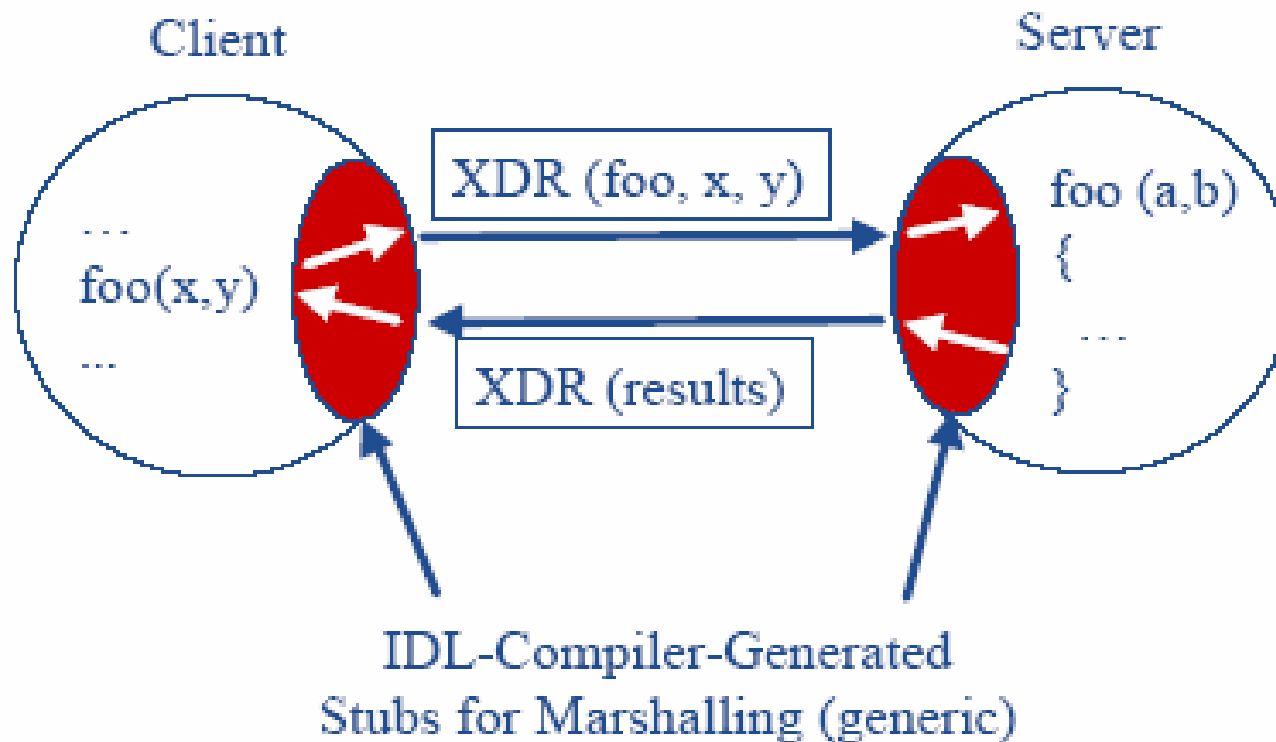 Client
Server
...
foo(x,y)
...
XDR (foo, x, y)
XDR (results)
foo (a,b)
{
...
}
IDL-Compiler-Generated
Stubs for Marshalling (generic)